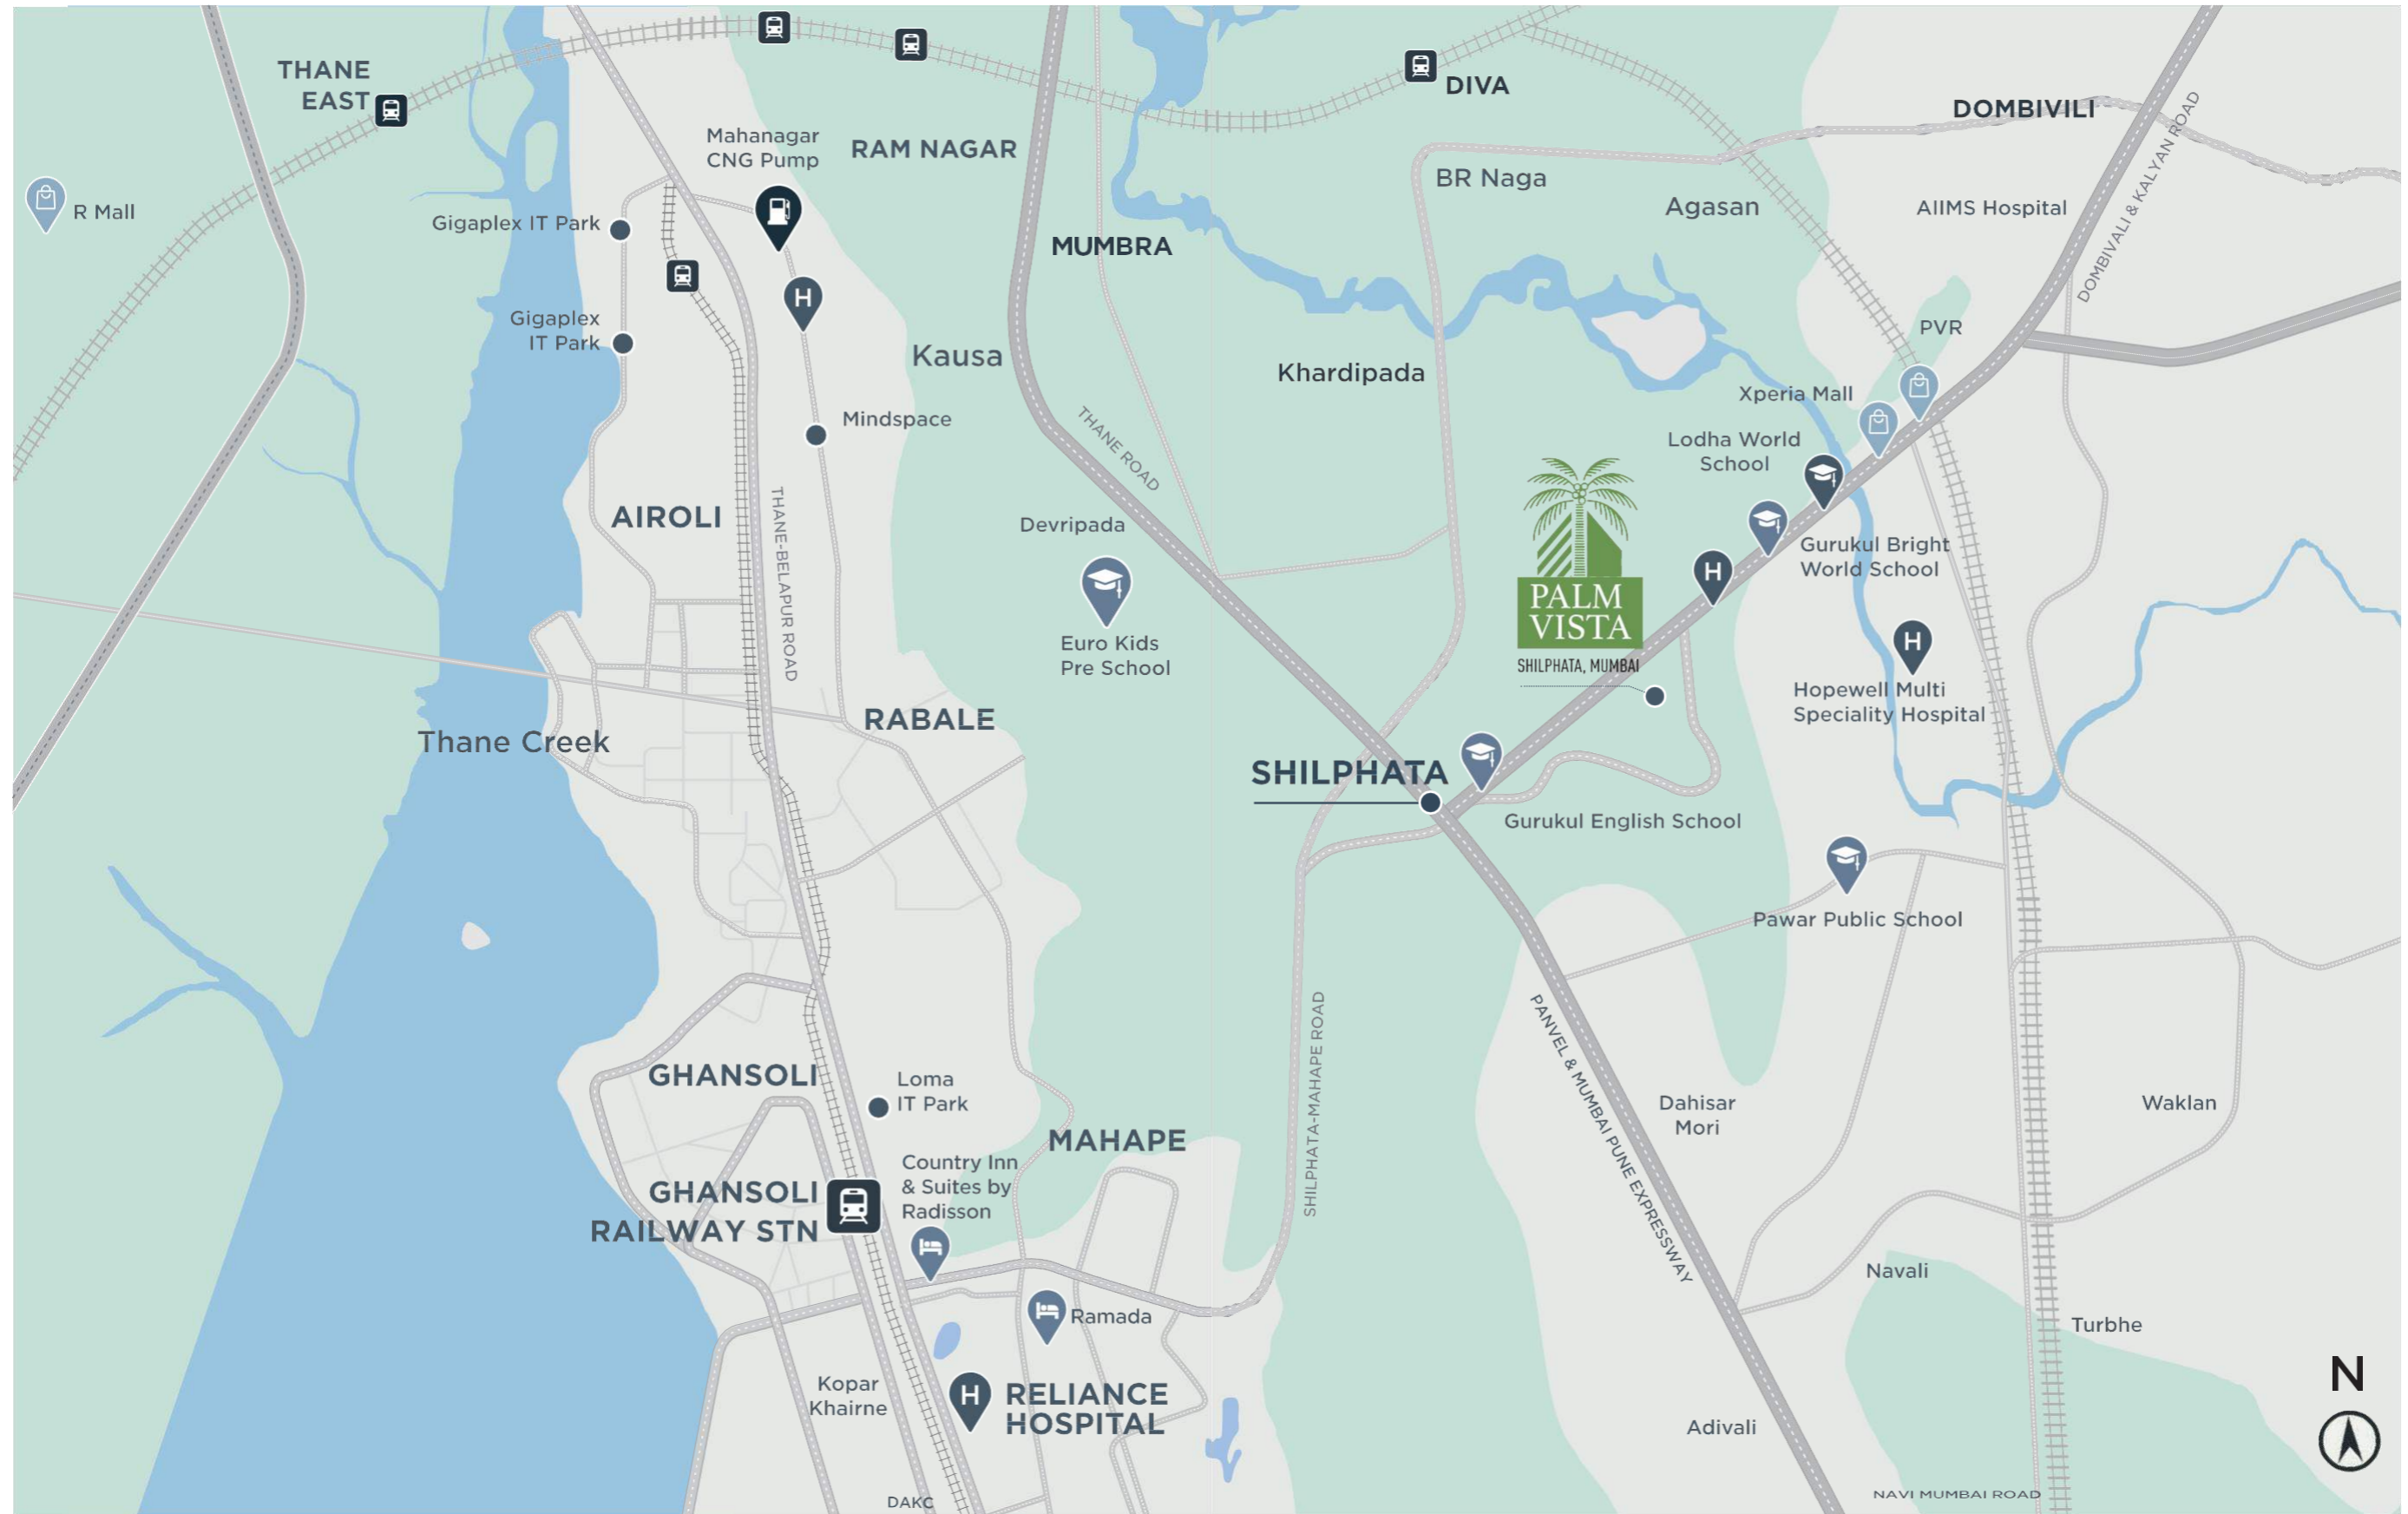 THANE
EAST
R Mall
Mahanagar
CNG Pump
RAM NAGAR
DIVA
DOMBIVILI
DOMBIVALI & KALYAN ROAD
BR Naga
Agasan
AIIMS Hospital
Gigaplex IT Park
H
MUMBRA
Gigaplex
IT Park
PVR
Kausa
Khardipada
Xperia Mall
Mindspace
THANE ROAD
Lodha World
School
AIROLI
THANE-BELAPUR ROAD
Devripada
Gurukul Bright
World School
H
PALM
VISTA
SHILPHATA, MUMBAI
Euro Kids
Pre School
H
Hopewell Multi
Speciality Hospital
RABALE
Thane Creek
SHILPHATA
Gurukul English School
Pawar Public School
SHILPHATA-MAHAPE ROAD
PANVEL & MUMBAI PUNE EXPRESSWAY
GHANSOLI
Loma
IT Park
Dahisar
Mori
Waklan
MAHAPE
Country Inn
& Suites by
Radisson
GHANSOLI
RAILWAY STN
Navali
Ramada
Turbhe
Kopar
Khairne
H
RELIANCE
HOSPITAL
N
Adivali
DAKC
NAVI MUMBAI ROAD